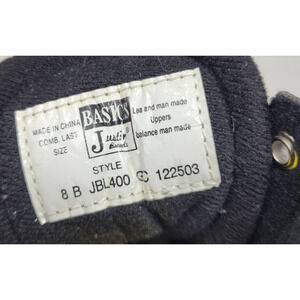 MADE IN CHINA
COMB. LAST
SIZE
BASICS
Justin
Brands
Lea and man made
Uppers
balance man made
STYLE
8 B JBL400 122503